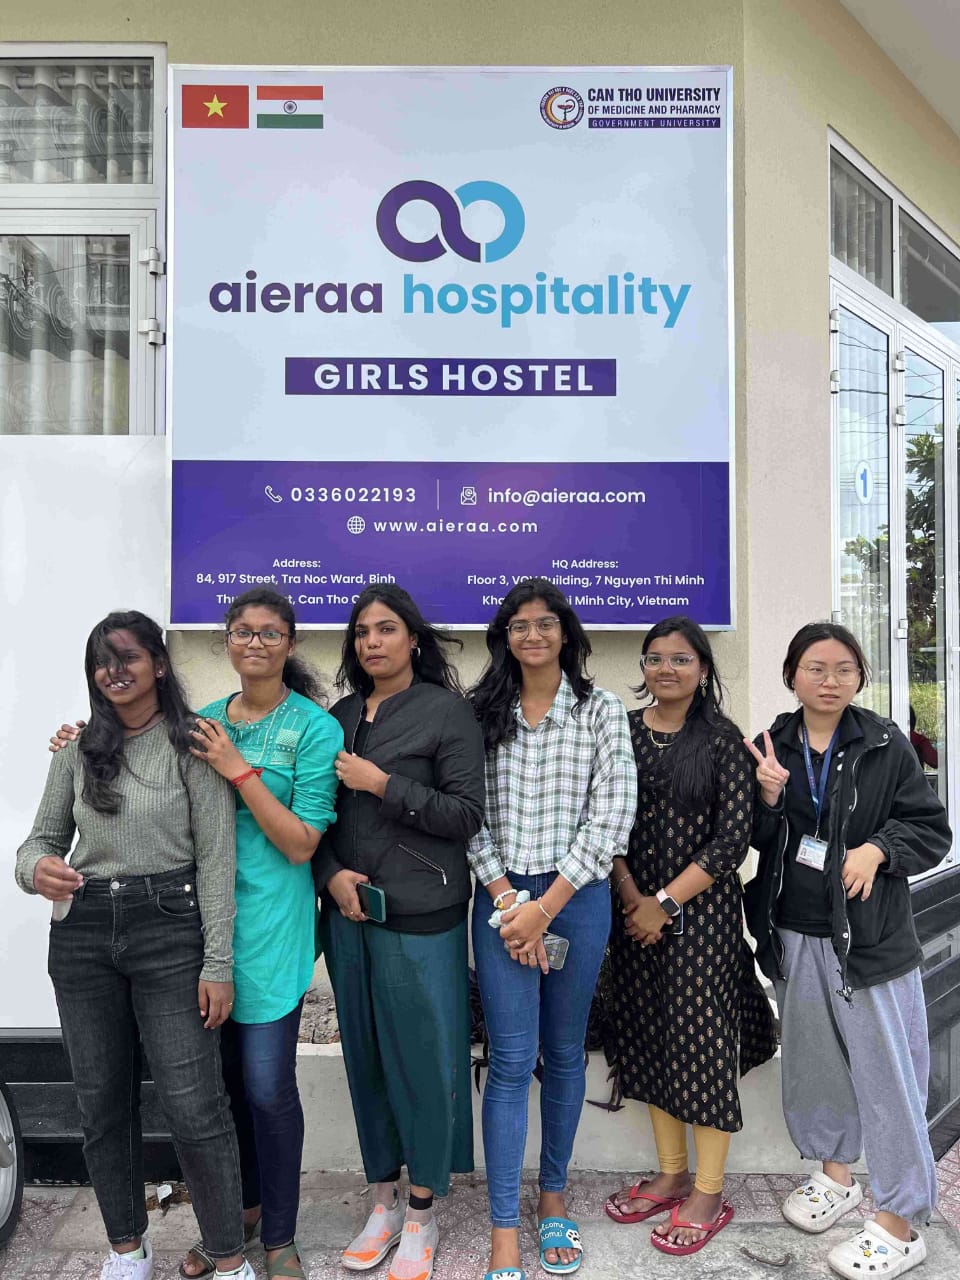 CAN THO UNIVERSITY
OF MEDICINE AND PHARMACY
GOVERNMENT UNIVERSITY
aieraa hospitality
GIRLS HOSTEL
0336022193 info@aieraa.com
www.aieraa.com
Address:
84, 917 Street, Tra Noc Ward, Binh
Can Tho
HQ Address:
Floor 3, Building, 7 Nguyen Thi Minh
Minh City, Vietnam
1
welcome